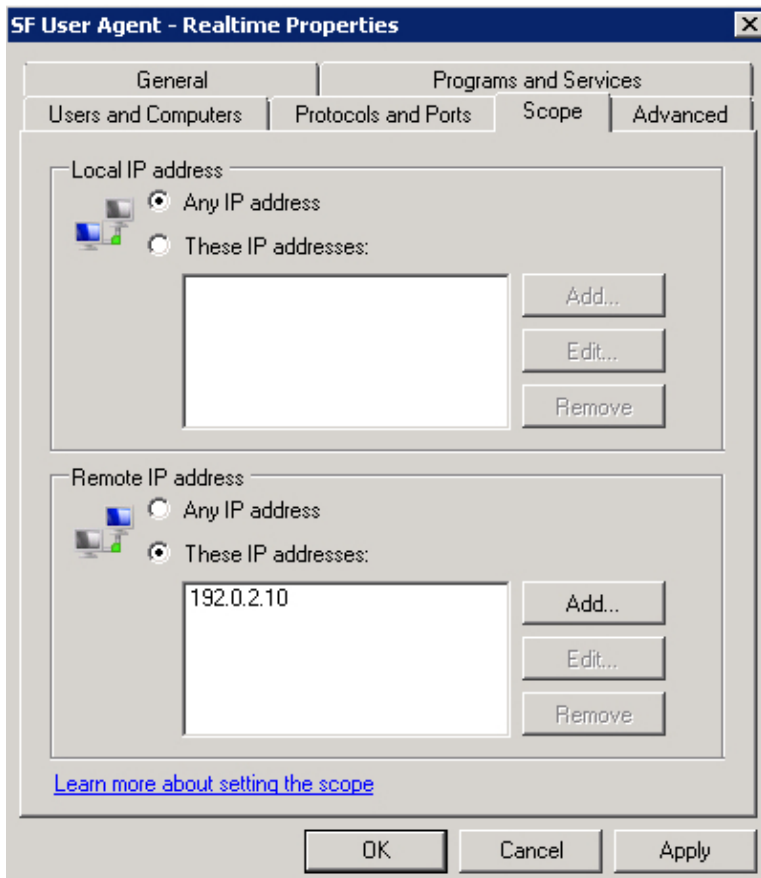 SF User Agent - Realtime Properties
General Programs and Services
Users and Computers Protocols and Ports Scope Advanced
Local IP address
Any IP address
These IP addresses:
Add...
Edit...
Remove
Remote IP address
Any IP address
These IP addresses:
192.0.2.10
Add...
Edit...
Remove
Learn more about setting the scope
OK Cancel Apply